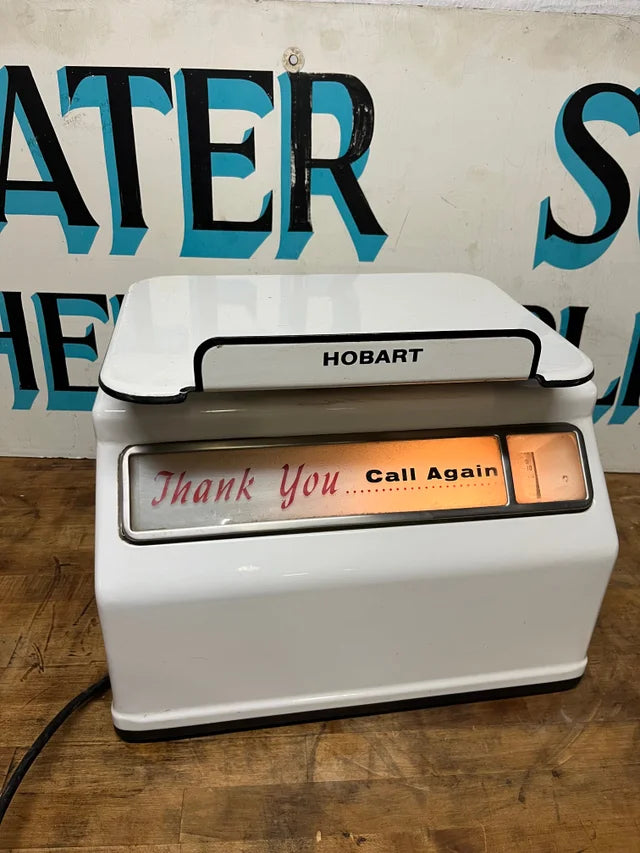 ATER S
HOBART
Thank You ..... Call Again